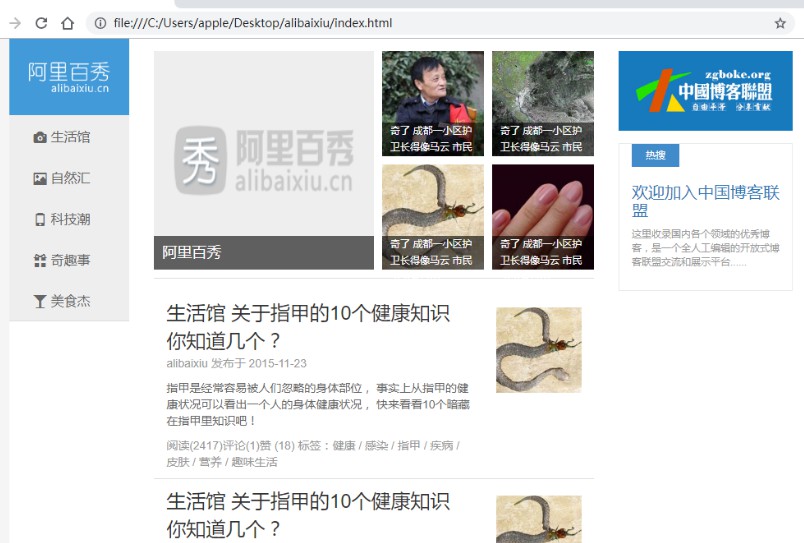 file:///C:/Users/apple/Desktop/alibaixiu/index.html
阿里百秀
alibaixiu.cn
生活馆
自然汇
科技潮
奇趣事
美食杰
秀 阿里百秀
alibaixiu.cn
阿里百秀
奇了 成都一小区护
卫长得像马云 市民
奇了 成都一小区护
卫长得像马云 市民
奇了 成都一小区护
卫长得像马云 市民
奇了 成都一小区护
卫长得像马云 市民
生活馆 关于指甲的10个健康知识
你知道几个？
alibaixiu 发布于 2015-11-23
指甲是经常容易被人们忽略的身体部位， 事实上从指甲的健
康状况可以看出一个人的身体健康状况， 快来看看10个暗藏
在指甲里知识吧！
阅读(2417)评论(1)赞 (18) 标签：健康 / 感染 / 指甲 / 疾病 /
皮肤 / 营养 / 趣味生活
生活馆 关于指甲的10个健康知识
你知道几个？
zgboke.org
中國博客聯盟
自由平等 分享貢獻
热搜
欢迎加入中国博客联
盟
这里收录国内各个领域的优秀博
客，是一个全人工编辑的开放式博
客联盟交流和展示平台......